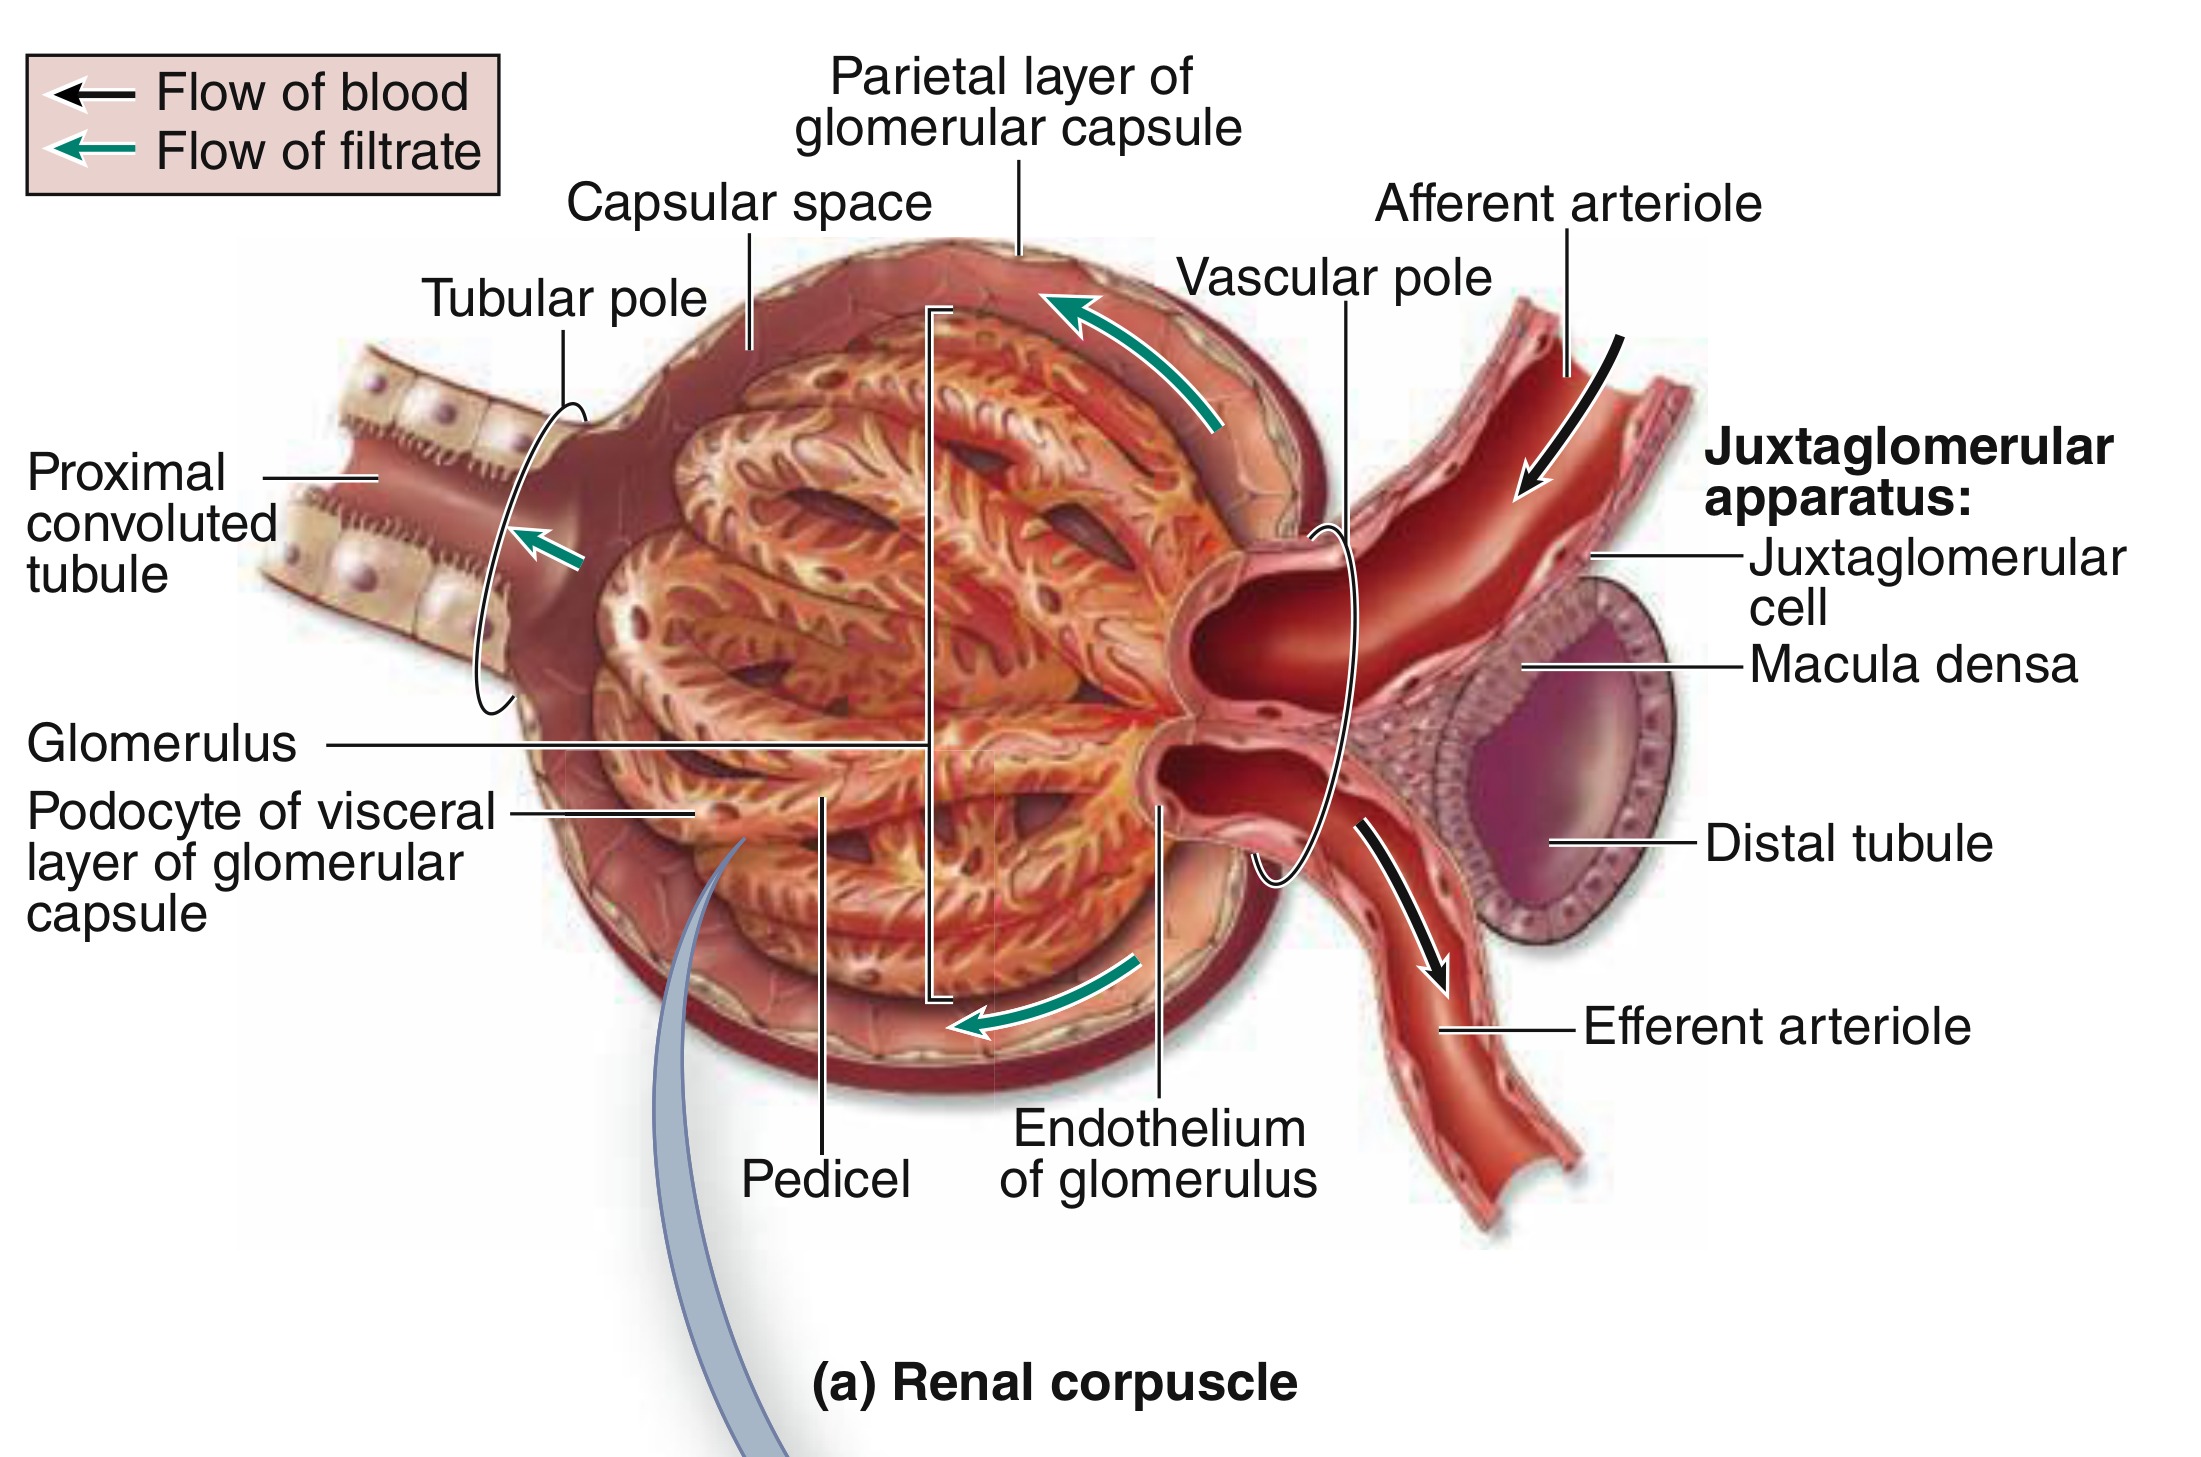 Flow of blood
Flow of filtrate
Parietal layer of
glomerular capsule
Capsular space
Afferent arteriole
Vascular pole
Tubular pole
Juxtaglomerular
apparatus:
Juxtaglomerular
cell
Macula densa
Proximal
convoluted
tubule
Glomerulus
Podocyte of visceral
layer of glomerular
capsule
Distal tubule
Efferent arteriole
Endothelium
of glomerulus
Pedicel
(a) Renal corpuscle